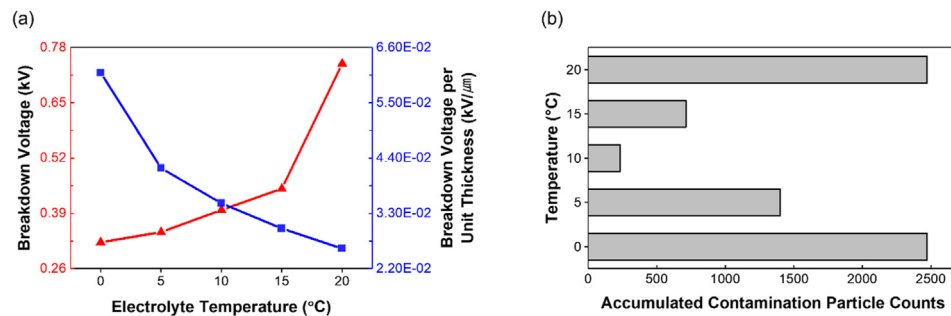 (a)
0.78
0.65
0.52
0.39
0.26
Breakdown Voltage (kV)
0
5
10
15
20
Electrolyte Temperature (°C)
6.60E-02
5.50E-02
4.40E-02
3.30E-02
2.20E-02
Breakdown Voltage per
Unit Thickness (kV/㎛)
(b)
Temperature (°C)
20
15
10
5
0
0
500
1000
1500
2000
2500
Accumulated Contamination Particle Counts